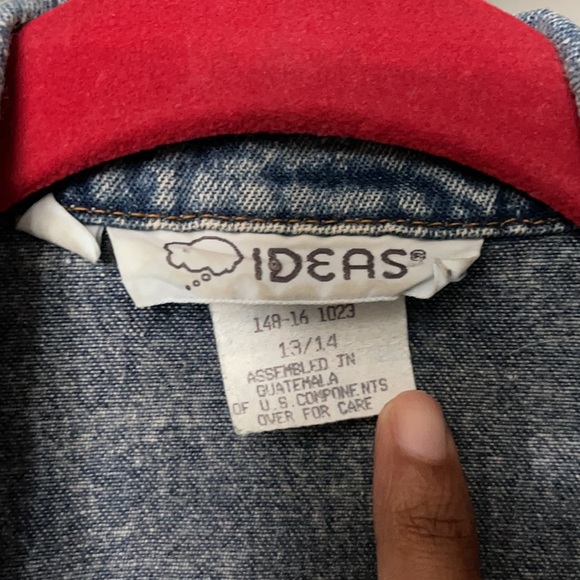 IDEAS®
148-16 1023
13/14
ASSEMBLED IN
GUATEMALA
OF U.S. COMPONENTS
OVER FOR CARE